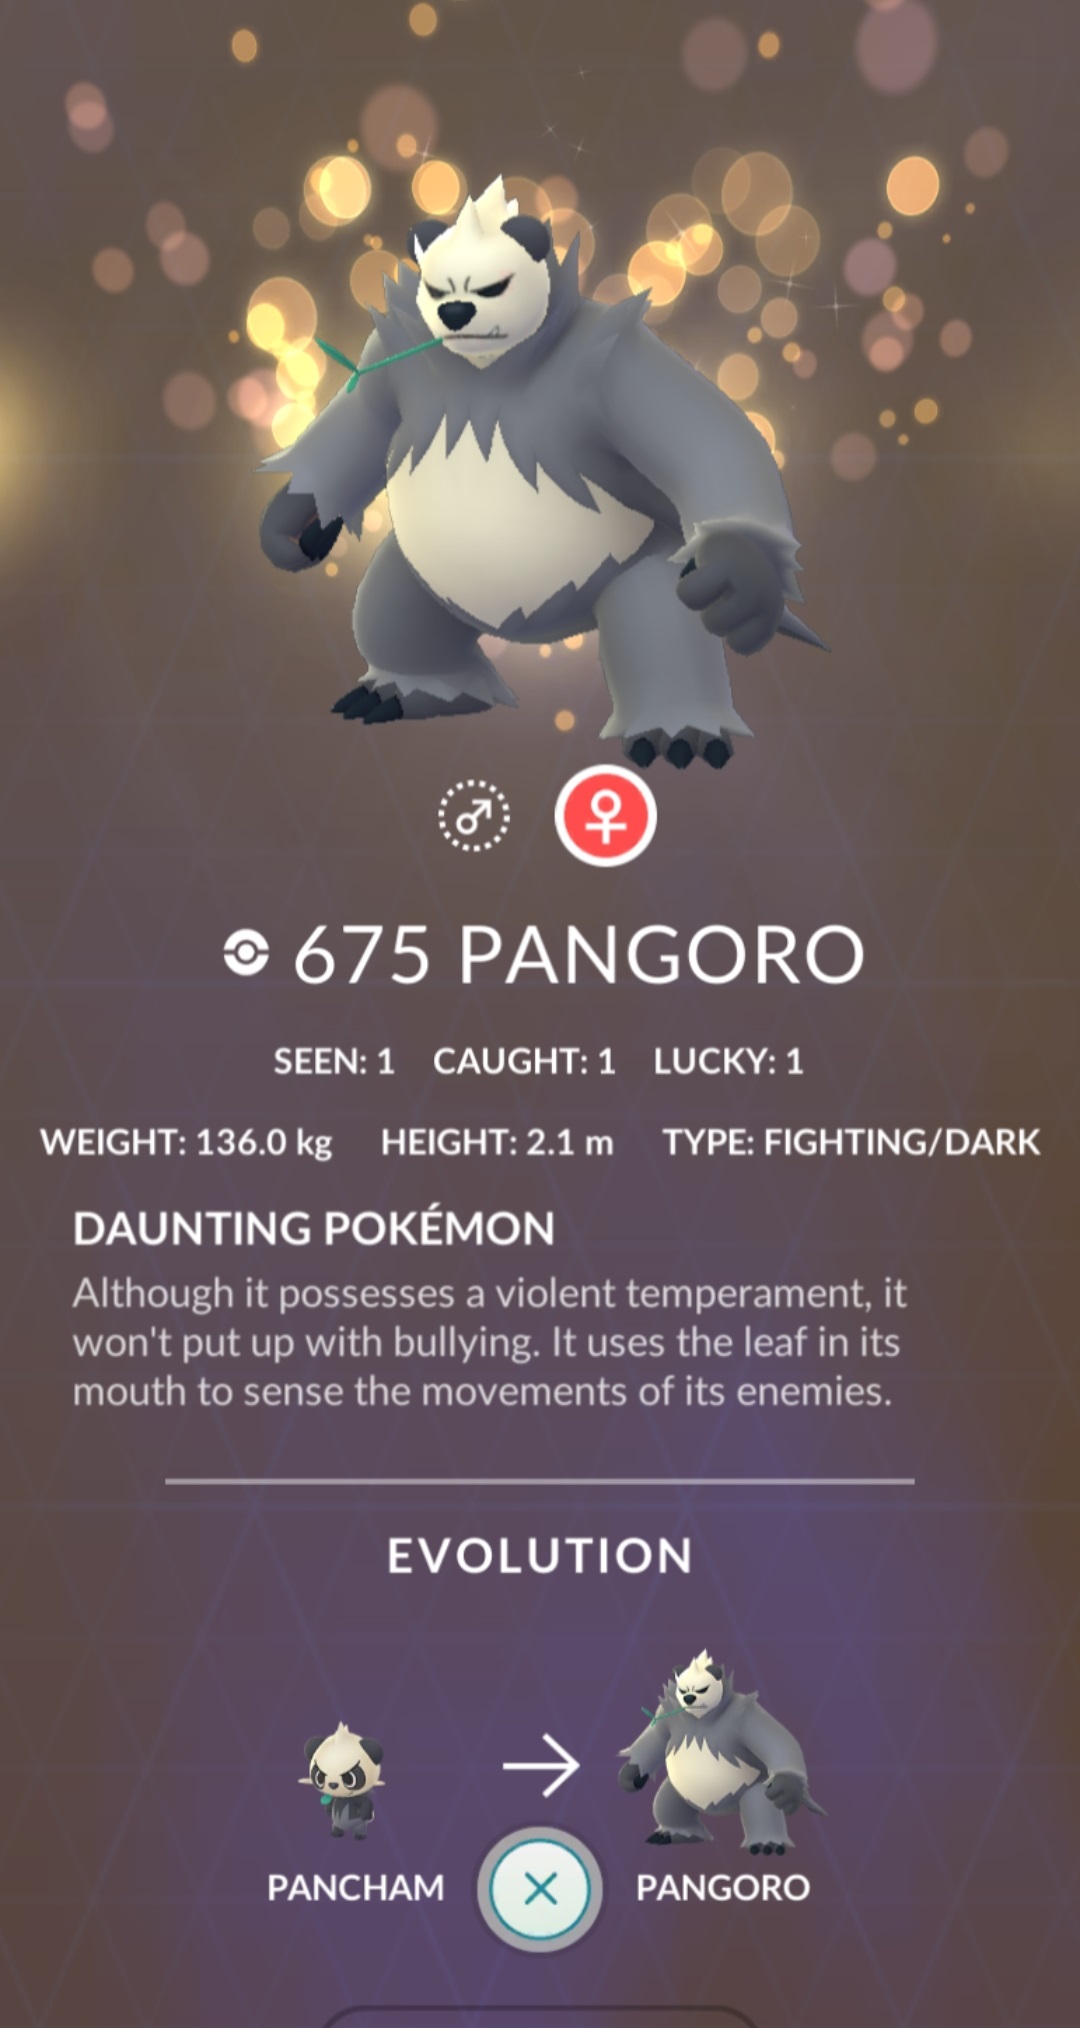 675 PANGORO
SEEN: 1 CAUGHT: 1 LUCKY: 1
WEIGHT: 136.0 kg HEIGHT: 2.1 m TYPE: FIGHTING/DARK
DAUNTING POKÉMON
Although it possesses a violent temperament, it
won't put up with bullying. It uses the leaf in its
mouth to sense the movements of its enemies.
EVOLUTION
PANCHAM PANGORO